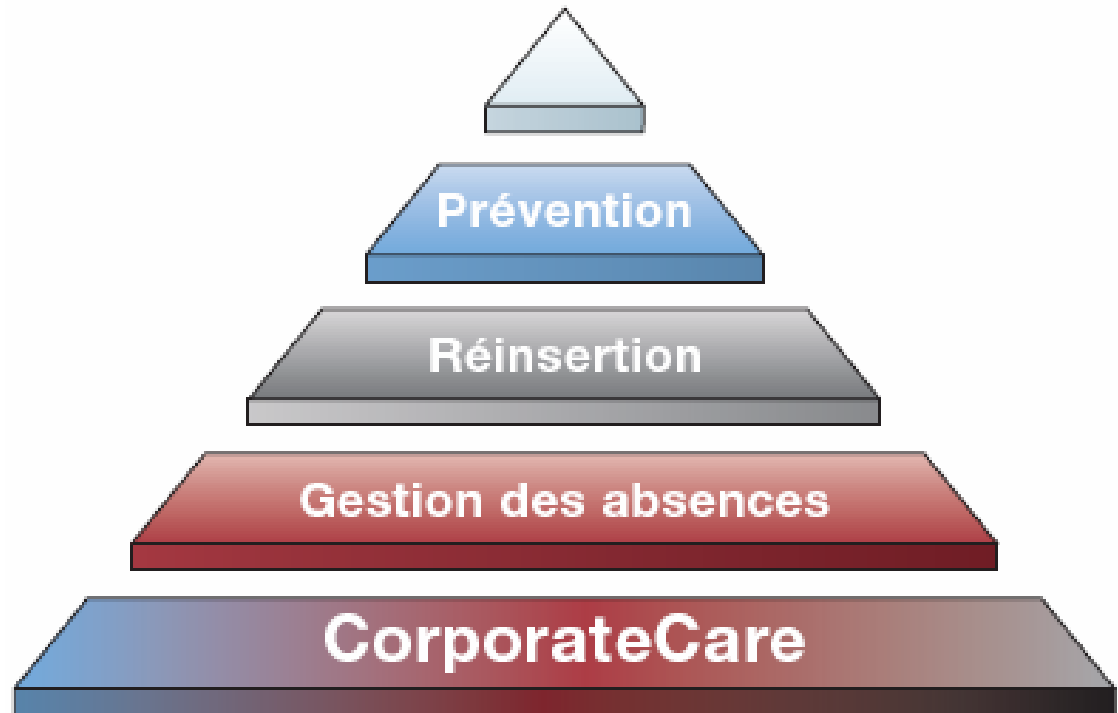 Prévention
Réinsertion
Gestion des absences
CorporateCare